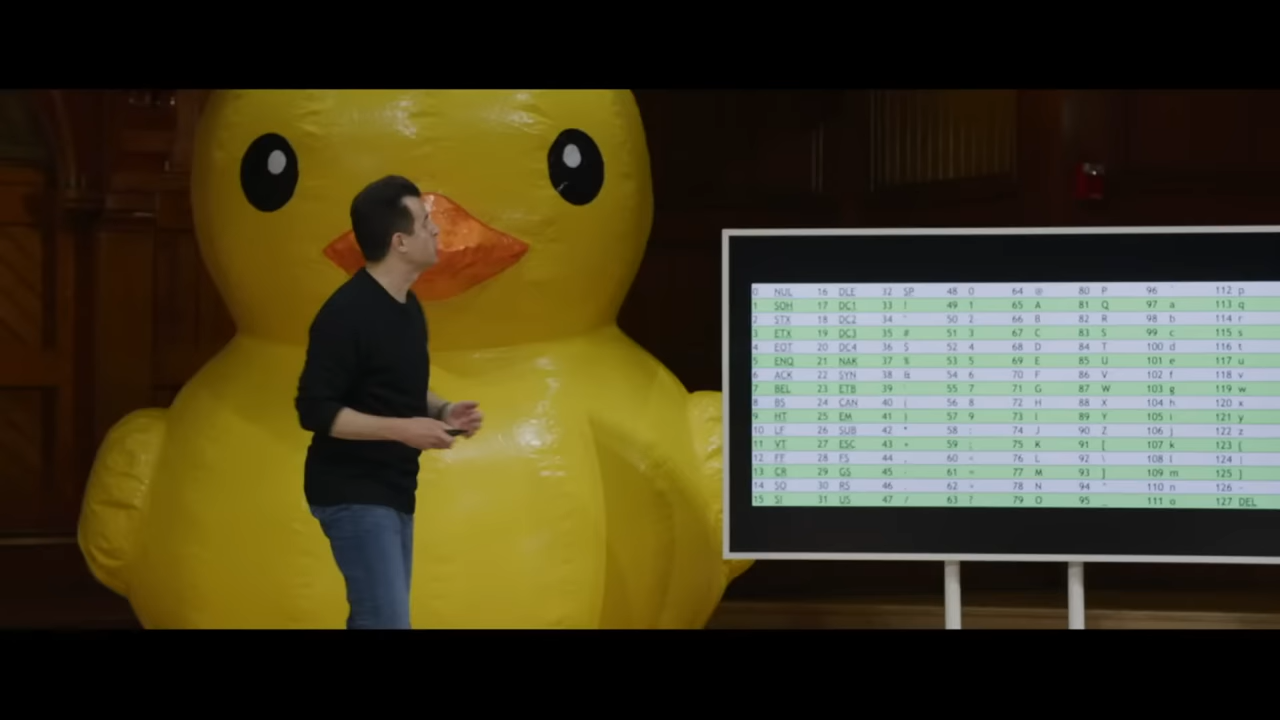 0 NUL 16 DLE 32 SP 48 0 64 @ 80 P 96 ` 112 p
1 SOH 17 DC1 33 ! 49 1 65 A 81 Q 97 a 113 q
2 STX 18 DC2 34 " 50 2 66 B 82 R 98 b 114 r
3 ETX 19 DC3 35 # 51 3 67 C 83 S 99 c 115 s
4 EOT 20 DC4 36 $ 52 4 68 D 84 T 100 d 116 t
5 ENQ 21 NAK 37 % 53 5 69 E 85 U 101 e 117 u
6 ACK 22 SYN 38 & 54 6 70 F 86 V 102 f 118 v
7 BEL 23 ETB 39 ' 55 7 71 G 87 W 103 g 119 w
8 BS 24 CAN 40 ( 56 8 72 H 88 X 104 h 120 x
9 HT 25 EM 41 ) 57 9 73 I 89 Y 105 i 121 y
10 LF 26 SUB 42 * 58 : 74 J 90 Z 106 j 122 z
11 VT 27 ESC 43 + 59 ; 75 K 91 [ 107 k 123 {
12 FF 28 FS 44 , 60 < 76 L 92 \ 108 l 124 |
13 CR 29 GS 45 - 61 = 77 M 93 ] 109 m 125 }
14 SO 30 RS 46 . 62 > 78 N 94 ^ 110 n 126 ~
15 SI 31 US 47 / 63 ? 79 O 95 _ 111 o 127 DEL